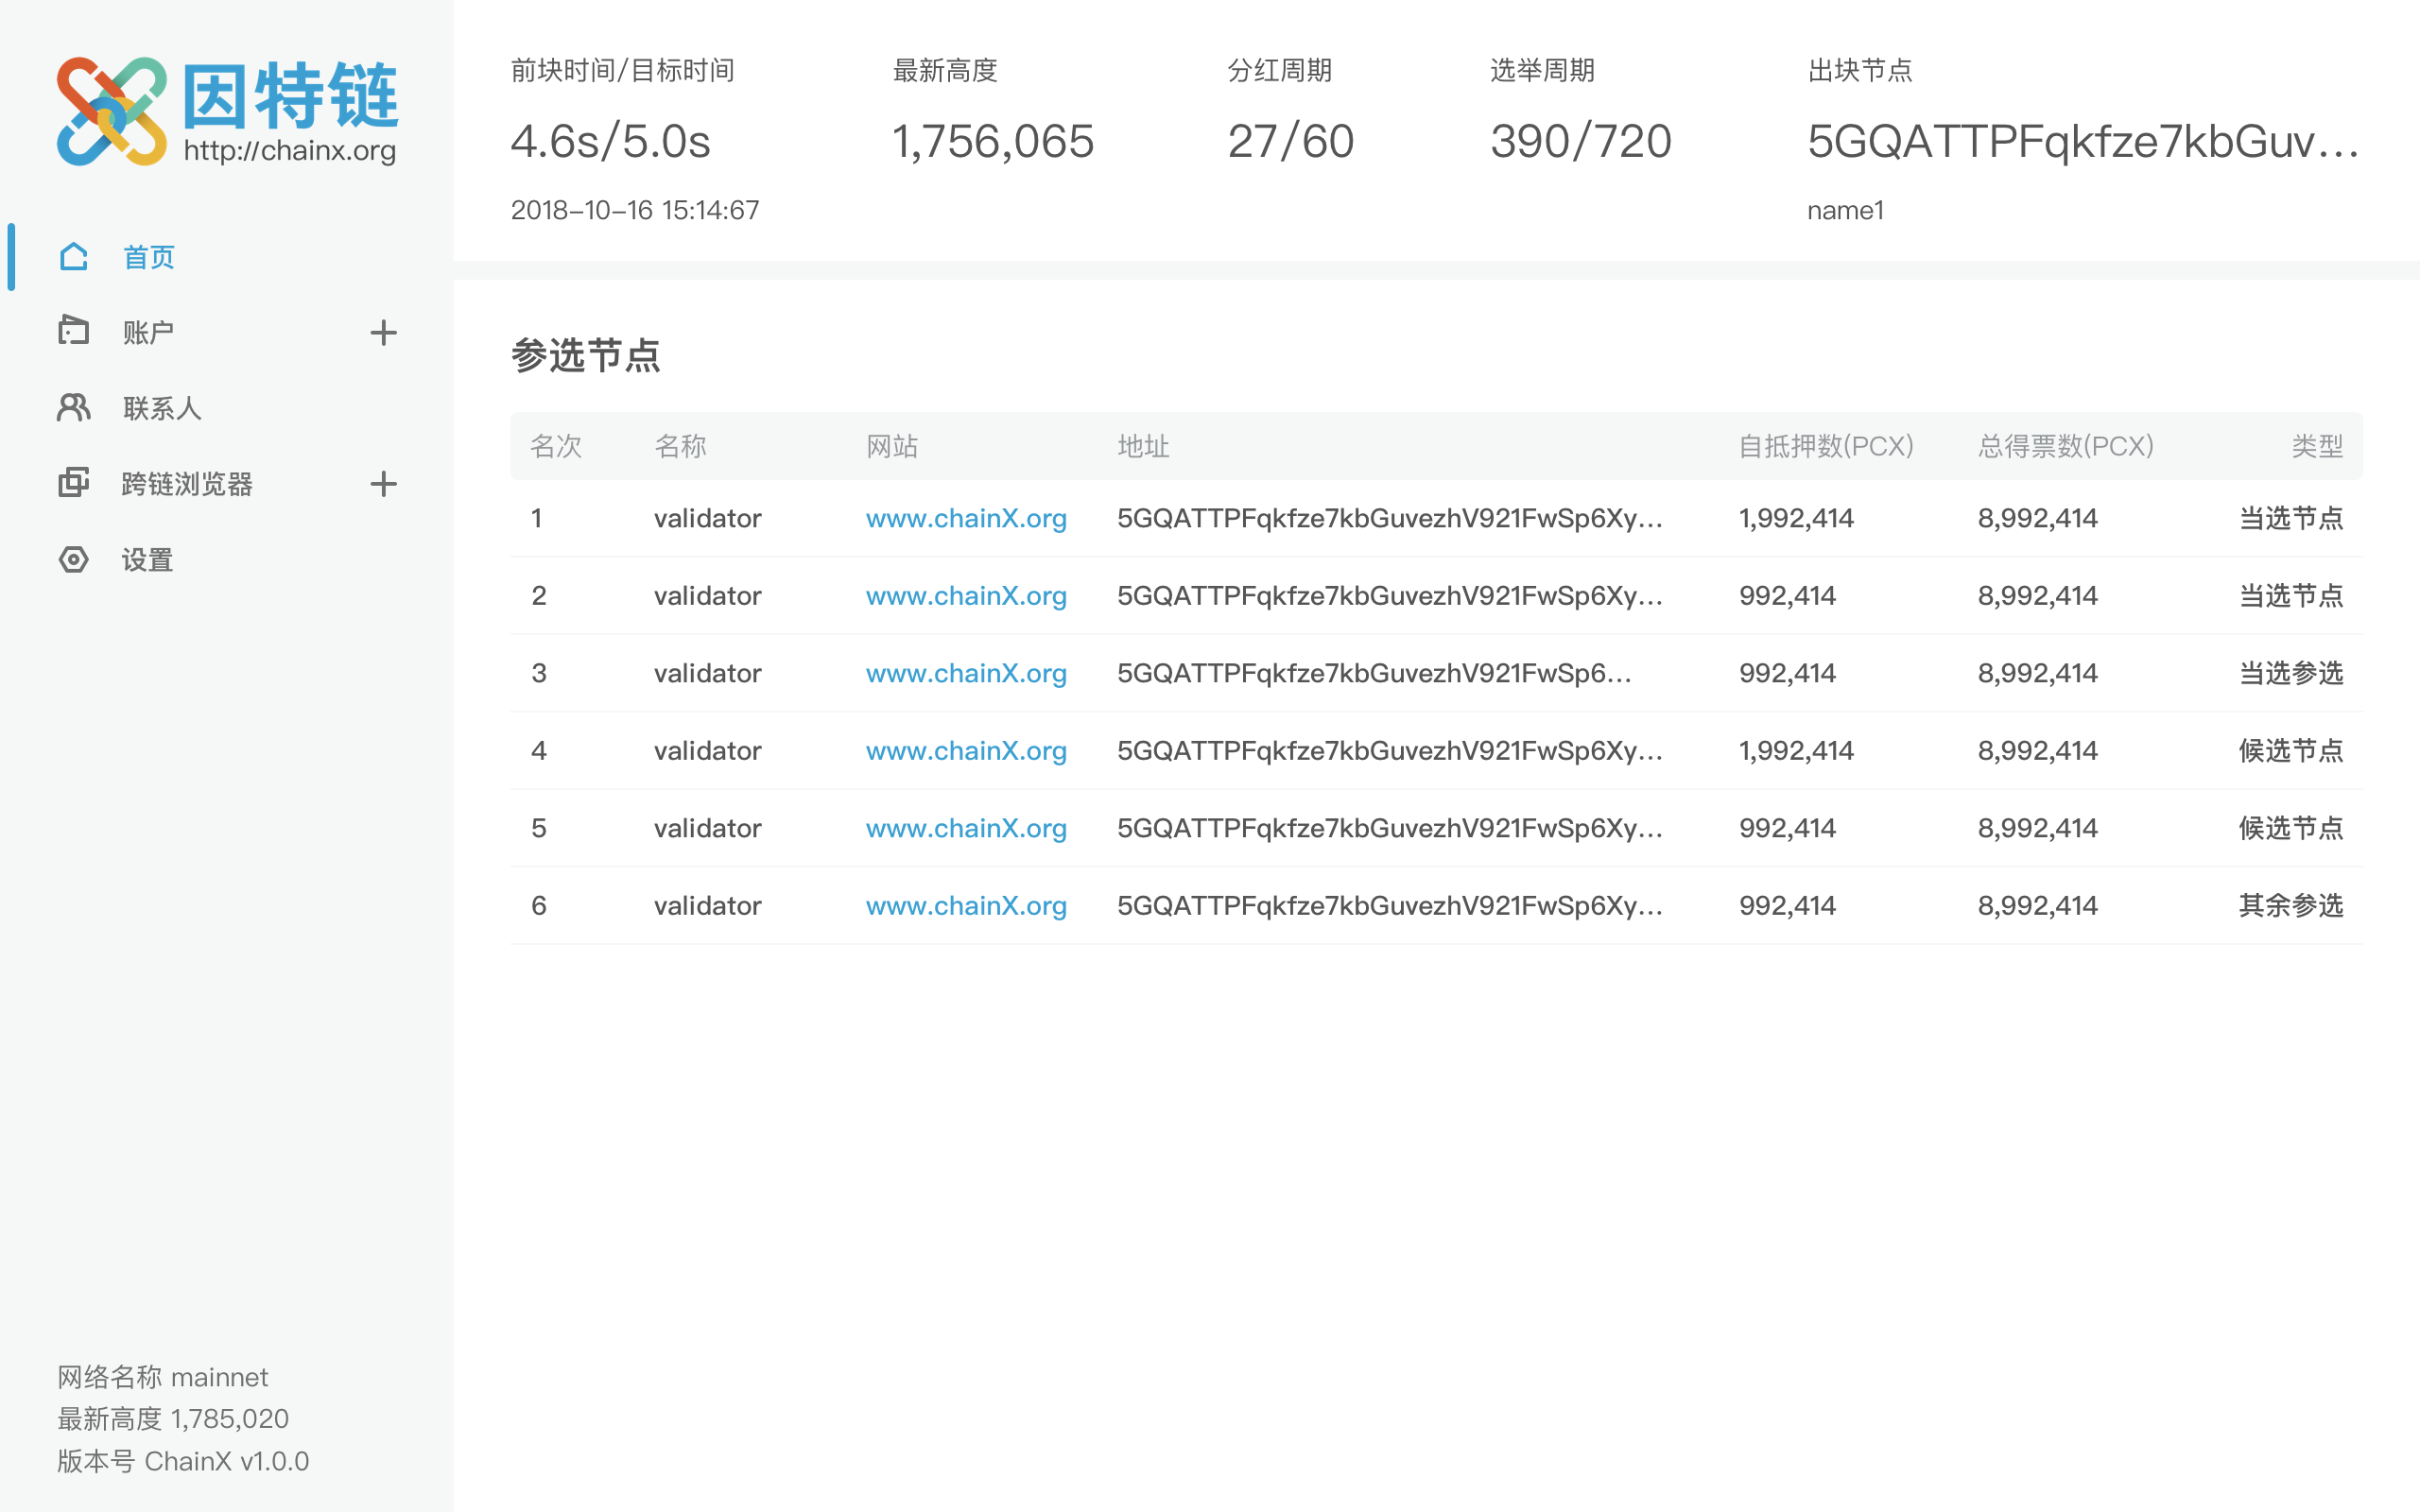 因特链
http://chainx.org
首页
账户
联系人
跨链浏览器
设置
网络名称 mainnet
最新高度 1,785,020
版本号 ChainX v1.0.0
前块时间/目标时间 最新高度 分红周期 选举周期 出块节点
4.6s/5.0s 1,756,065 27/60 390/720 5GQATTPFqkfze7kbGuv...
2018-10-16 15:14:67 name1
参选节点
名次 名称 网站 地址 自抵押数(PCX) 总得票数(PCX) 类型
1 validator www.chainX.org 5GQATTPFqkfze7kbGuvezhV921FwSp6Xy... 1,992,414 8,992,414 当选节点
2 validator www.chainX.org 5GQATTPFqkfze7kbGuvezhV921FwSp6Xy... 992,414 8,992,414 当选节点
3 validator www.chainX.org 5GQATTPFqkfze7kbGuvezhV921FwSp6... 992,414 8,992,414 当选参选
4 validator www.chainX.org 5GQATTPFqkfze7kbGuvezhV921FwSp6Xy... 1,992,414 8,992,414 候选节点
5 validator www.chainX.org 5GQATTPFqkfze7kbGuvezhV921FwSp6Xy... 992,414 8,992,414 候选节点
6 validator www.chainX.org 5GQATTPFqkfze7kbGuvezhV921FwSp6Xy... 992,414 8,992,414 其余参选